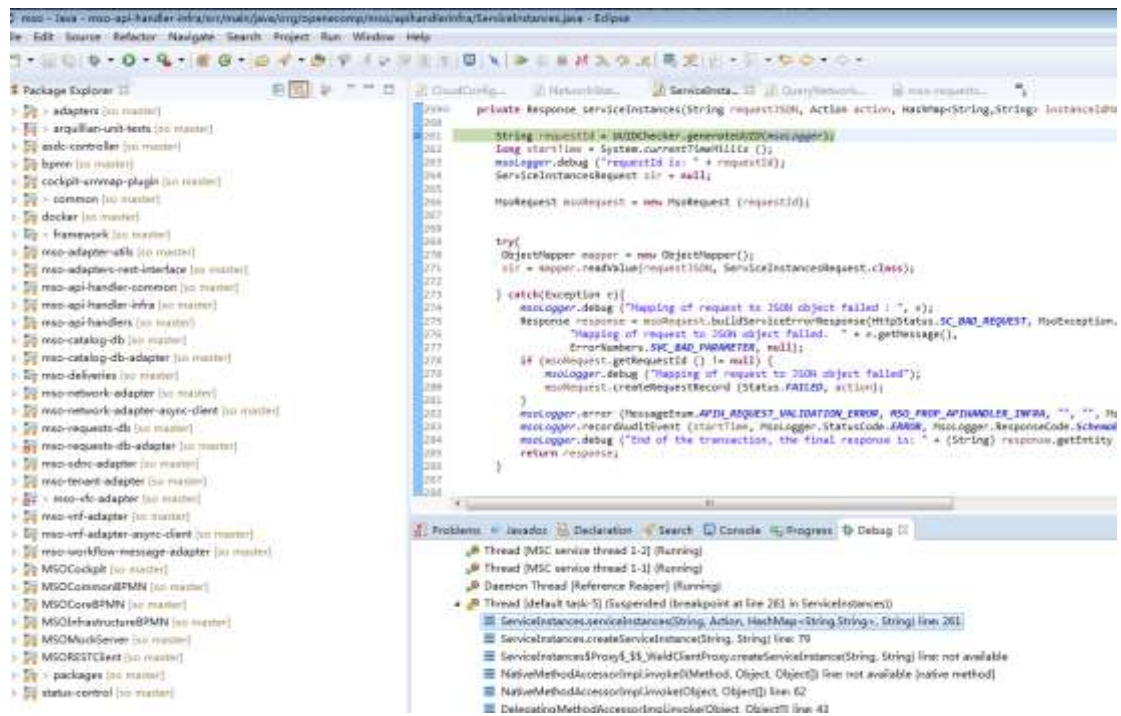 mso - Java - mso-api-handler-infra/src/main/java/org/openecomp/mso/apihandlerinfra/ServiceInstances.java - Eclipse
Edit Source Refactor Navigate Search Project Run Window Help
Package Explorer
adapters [so master]
arquillian-unit-tests [so master]
asdc-controller [so master]
bpmn [so master]
cockpit-urnmap-plugin [so master]
common [so master]
docker [so master]
framework [so master]
mso-adapter-utils [so master]
mso-adapters-rest-interface [so master]
mso-api-handler-common [so master]
mso-api-handler-infra [so master]
mso-api-handlers [so master]
mso-catalog-db [so master]
mso-catalog-db-adapter [so master]
mso-deliveries [so master]
mso-network-adapter [so master]
mso-network-adapter-async-client [so master]
mso-requests-db [so master]
mso-requests-db-adapter [so master]
mso-sdnc-adapter [so master]
mso-tenant-adapter [so master]
mso-vfc-adapter [so master]
mso-vnf-adapter [so master]
mso-vnf-adapter-async-client [so master]
mso-workflow-message-adapter [so master]
MSOCockpit [so master]
MSOCommonBPMN [so master]
MSOCoreBPMN [so master]
MSOInfrastructureBPMN [so master]
MSOMockServer [so master]
MSORESTClient [so master]
packages [so master]
status-control [so master]
CloudConfig... ServiceInsta... QueryNetwork... mso-requests...
private Response serviceInstances(String requestJSON, Action action, HashMap<String,String> instanceIdMa
String requestId = UUIDChecker.generateUUID(msoLogger);
long startTime = System.currentTimeMillis ();
msoLogger.debug ("requestId is: " + requestId);
ServiceInstancesRequest sir = null;
MsoRequest msoRequest = new MsoRequest (requestId);
try{
ObjectMapper mapper = new ObjectMapper();
sir = mapper.readValue(requestJSON, ServiceInstancesRequest.class);
} catch(Exception e){
msoLogger.debug ("Mapping of request to JSON object failed : ", e);
Response response = msoRequest.buildServiceErrorResponse(HttpStatus.SC_BAD_REQUEST, MsoException.
"Mapping of request to JSON object failed. " + e.getMessage(),
ErrorNumbers.SVC_BAD_PARAMETER, null);
if (msoRequest.getRequestId () != null) {
msoLogger.debug ("Mapping of request to JSON object failed");
msoRequest.createRequestRecord (Status.FAILED, action);
}
msoLogger.error (MessageEnum.APIH_REQUEST_VALIDATION_ERROR, MSO_PROP_APIHANDLER_INFRA, "", "", Ms
msoLogger.recordAuditEvent (startTime, MsoLogger.StatusCode.ERROR, MsoLogger.ResponseCode.Schema
msoLogger.debug ("End of the transaction, the final response is: " + (String) response.getEntity
return response;
}
Problems Javadoc Declaration Search Console Progress Debug
Thread [MSC service thread 1-2] (Running)
Thread [MSC service thread 1-1] (Running)
Daemon Thread [Reference Reaper] (Running)
Thread [default task-5] (Suspended (breakpoint at line 261 in ServiceInstances))
ServiceInstances.serviceInstances(String, Action, HashMap<String,String>, String) line: 261
ServiceInstances.createServiceInstance(String, String) line: 79
ServiceInstances$Proxy$_$$_WeldClientProxy.createServiceInstance(String, String) line: not available
NativeMethodAccessorImpl.invoke0(Method, Object, Object[]) line: not available [native method]
NativeMethodAccessorImpl.invoke(Object, Object[]) line: 62
DelegatingMethodAccessorImpl.invoke(Object, Object[]) line: 43